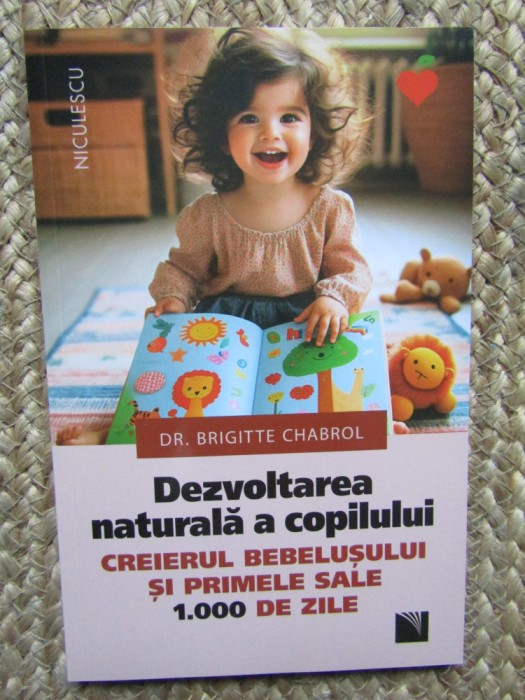 NICULESCU
DR. BRIGITTE CHABROL
Dezvoltarea
naturală a copilului
CREIERUL BEBELUȘULUI
ȘI PRIMELE SALE
1.000 DE ZILE